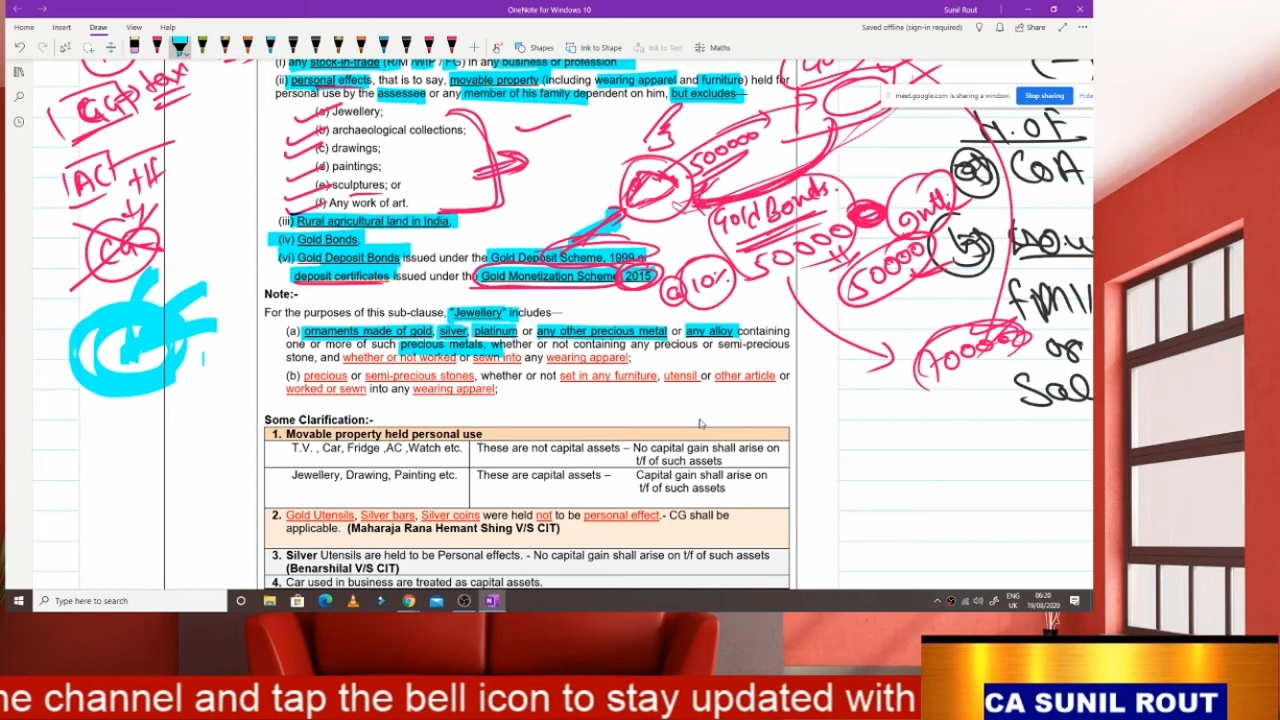 OneNote for Windows 10
Sunil Rout
Home Insert Draw View Help
Saved offline (sign-in required)
Share
Shapes
Ink to Shape
Ink to Text
Maths
meet.google.com is sharing a window.
Stop sharing
Hide
(i) any stock-in-trade (R/M /WIP / FG) in any business or profession
(ii) personal effects, that is to say, movable property (including wearing apparel and furniture) held for
personal use by the assessee or any member of his family dependent on him, but excludes—
(a) Jewellery;
(b) archaeological collections;
(c) drawings;
(d) paintings;
(e) sculptures; or
(f) Any work of art.
(iii) Rural agricultural land in India,
(iv) Gold Bonds,
(vi) Gold Deposit Bonds issued under the Gold Deposit Scheme, 1999 or
deposit certificates issued under the Gold Monetization Scheme 2015
@ 10%
500000
Gold Bonds.
50000
50000
N. OF
COA
or
Note:-
For the purposes of this sub-clause, "Jewellery" includes—
(a) ornaments made of gold, silver, platinum or any other precious metal or any alloy containing
one or more of such precious metals, whether or not containing any precious or semi-precious
stone, and whether or not worked or sewn into any wearing apparel;
(b) precious or semi-precious stones, whether or not set in any furniture, utensil or other article or
worked or sewn into any wearing apparel;
Some Clarification:-
1. Movable property held personal use
T.V. , Car, Fridge ,AC ,Watch etc. These are not capital assets – No capital gain shall arise on
t/f of such assets
Jewellery, Drawing, Painting etc. These are capital assets – Capital gain shall arise on
t/f of such assets
2. Gold Utensils, Silver bars, Silver coins were held not to be personal effect.- CG shall be
applicable. (Maharaja Rana Hemant Shing V/S CIT)
3. Silver Utensils are held to be Personal effects. - No capital gain shall arise on t/f of such assets
(Benarshilal V/S CIT)
4. Car used in business are treated as capital assets.
Type here to search
ENG
UK
06:20
19/08/2020
he channel and tap the bell icon to stay updated with
CA SUNIL ROUT